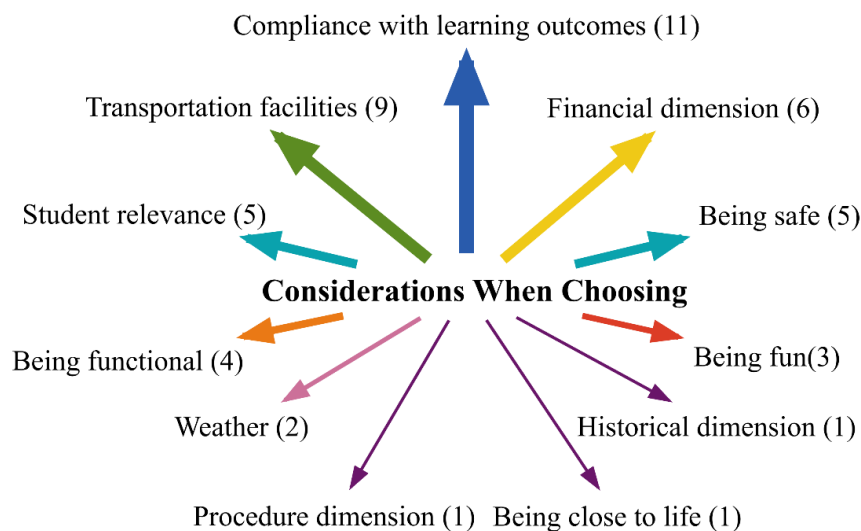 Compliance with learning outcomes (11)
Transportation facilities (9)
Financial dimension (6)
Student relevance (5)
Being safe (5)
Considerations When Choosing
Being functional (4)
Being fun(3)
Weather (2)
Historical dimension (1)
Procedure dimension (1)
Being close to life (1)